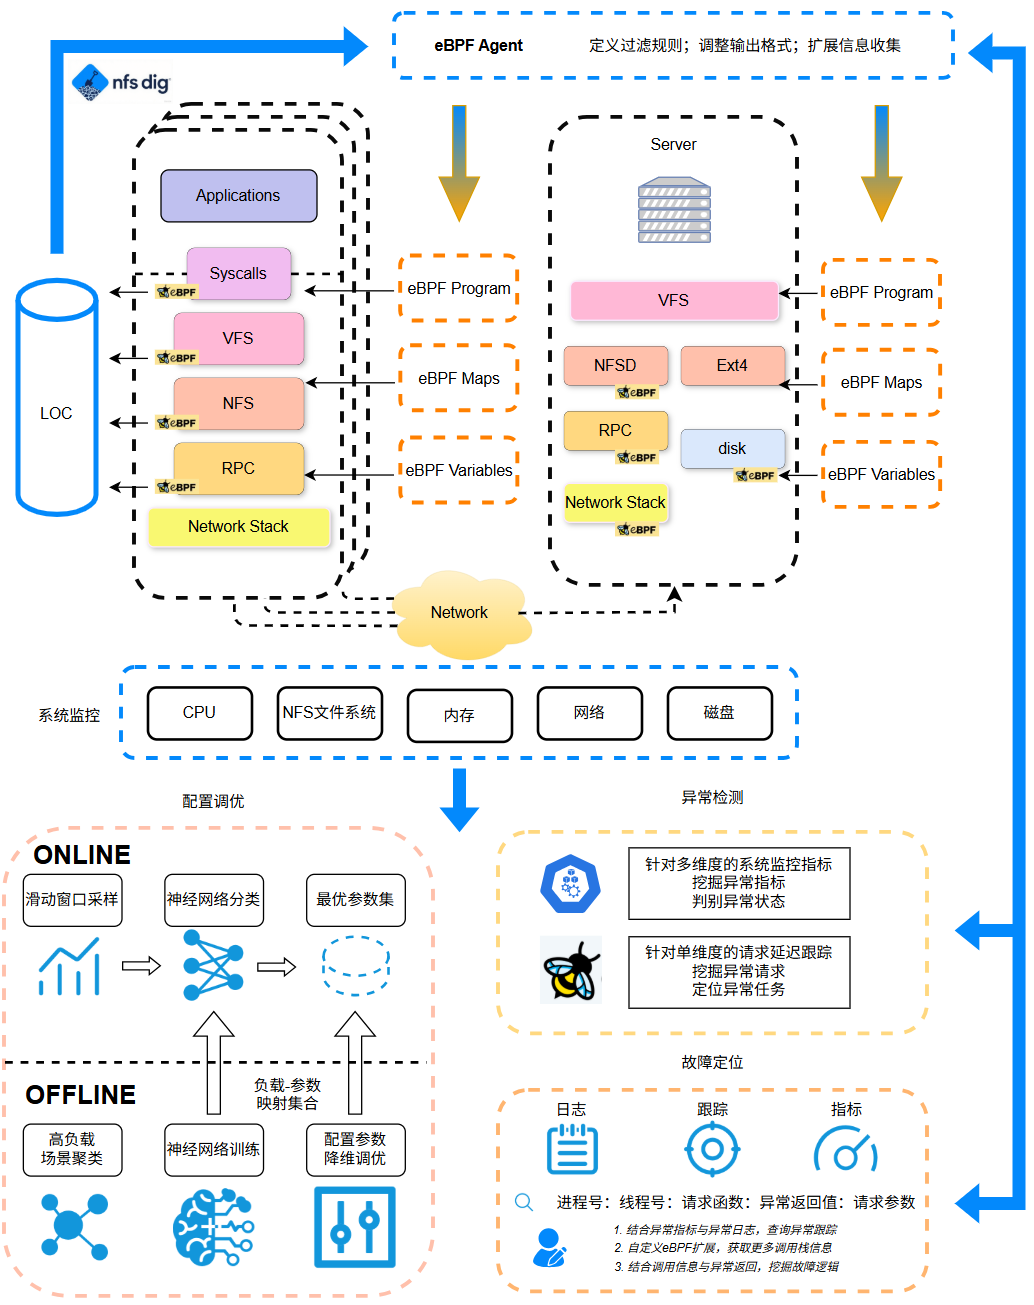 eBPF Agent
定义过滤规则；调整输出格式；扩展信息收集
nfs dig
Applications
Syscalls
eBPF
VFS
eBPF
NFS
eBPF
RPC
eBPF
Network Stack
LOC
eBPF Program
eBPF Maps
eBPF Variables
Server
VFS
NFSD
eBPF
Ext4
RPC
eBPF
disk
eBPF
Network Stack
eBPF
eBPF Program
eBPF Maps
eBPF Variables
Network
系统监控
CPU
NFS文件系统
内存
网络
磁盘
配置调优
ONLINE
滑动窗口采样
神经网络分类
最优参数集
OFFLINE
负载-参数
映射集合
高负载
场景聚类
神经网络训练
配置参数
降维调优
异常检测
针对多维度的系统监控指标
挖掘异常指标
判别异常状态
针对单维度的请求延迟跟踪
挖掘异常请求
定位异常任务
故障定位
日志
跟踪
指标
进程号：线程号：请求函数：异常返回值：请求参数
1. 结合异常指标与异常日志，查询异常跟踪
2. 自定义eBPF扩展，获取更多调用栈信息
3. 结合调用信息与异常返回，挖掘故障逻辑